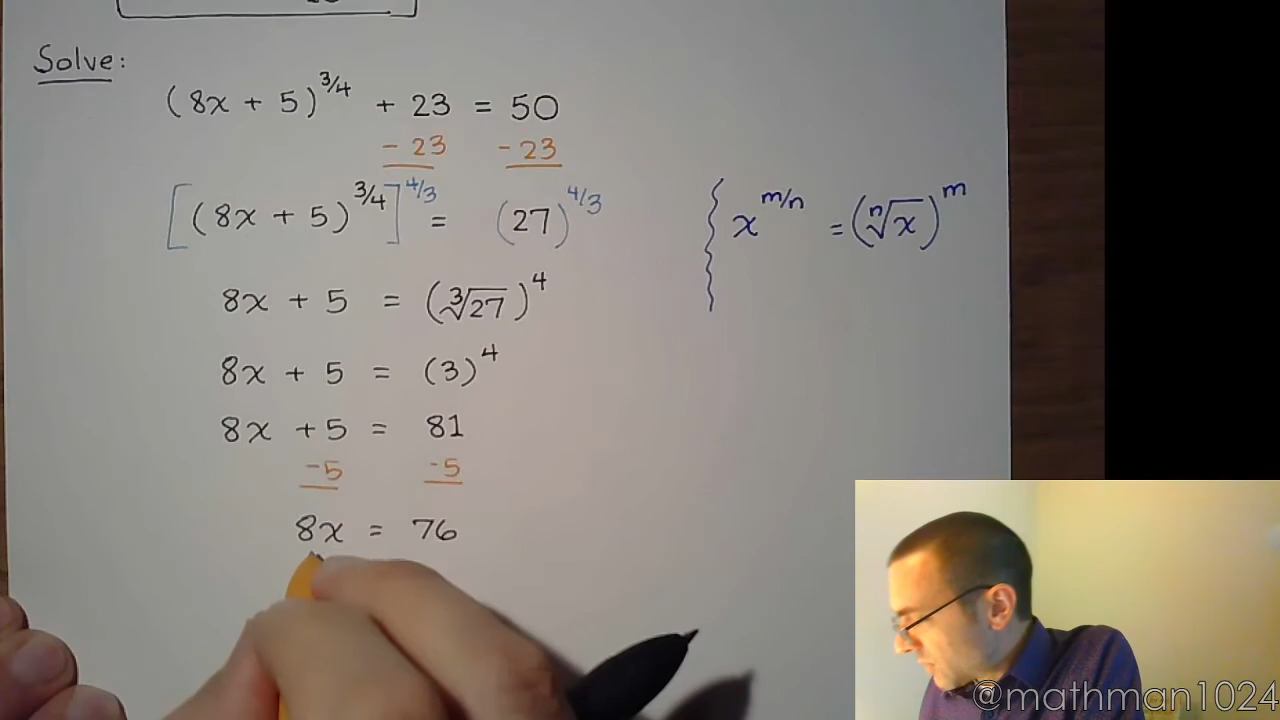 Solve:
(8x + 5)^3/4 + 23 = 50
- 23 - 23
[(8x + 5)^3/4]^4/3 = (27)^4/3
x^m/n = (ⁿ√x)^m
8x + 5 = (³√27)^4
8x + 5 = (3)^4
8x + 5 = 81
-5 -5
8x = 76
@mathman1024